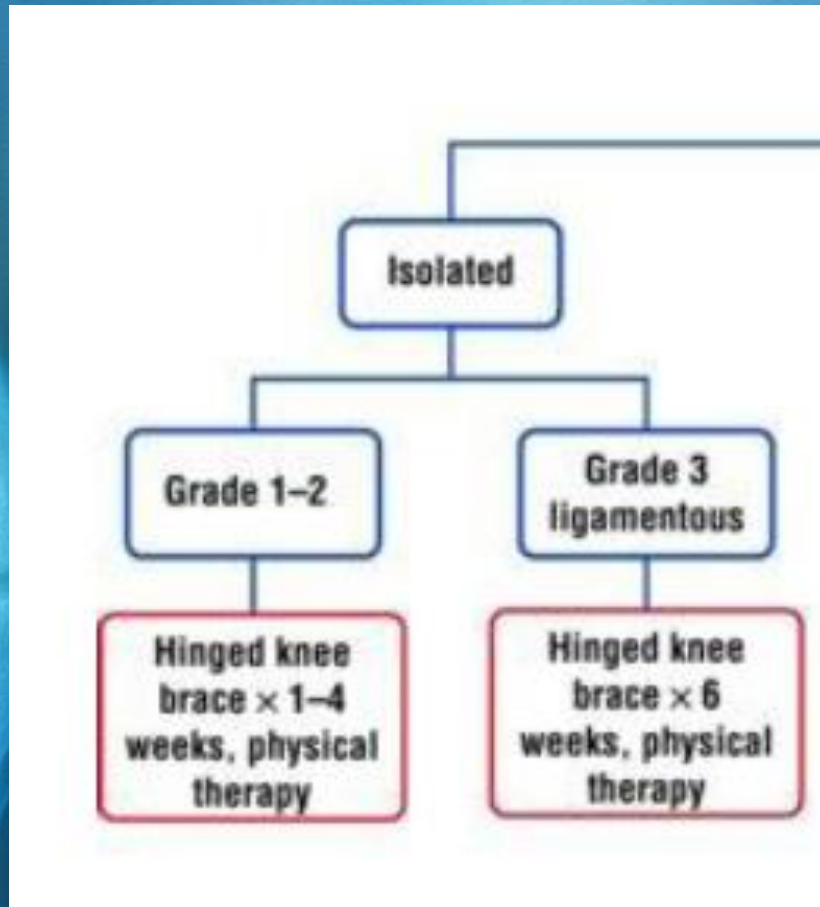 Isolated
Grade 1–2
Grade 3
ligamentous
Hinged knee
brace × 1–4
weeks, physical
therapy
Hinged knee
brace × 6
weeks, physical
therapy